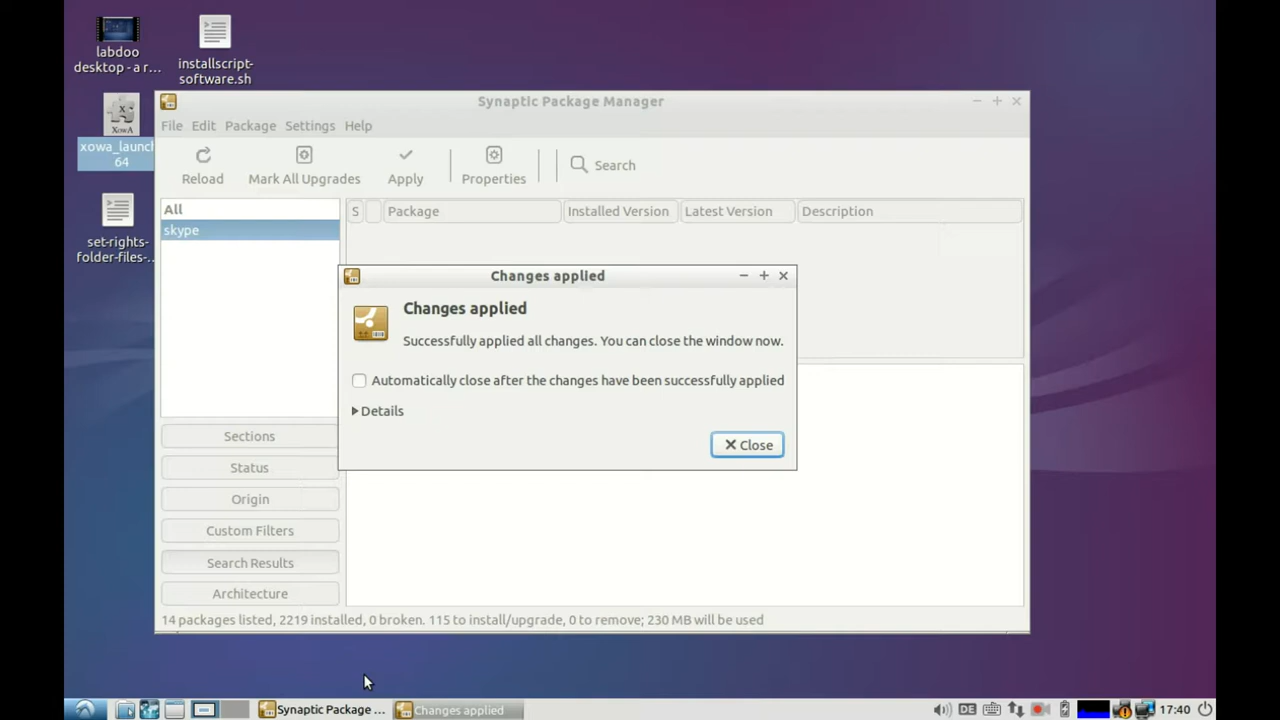 labdoo
desktop - a r...
installscript-
software.sh
XowA
xowa_launch
64
set-rights-
folder-files-...
Synaptic Package Manager
File Edit Package Settings Help
Reload Mark All Upgrades Apply Properties Search
All
skype
S Package Installed Version Latest Version Description
Changes applied
Changes applied
Successfully applied all changes. You can close the window now.
Automatically close after the changes have been successfully applied
Details
Close
Sections
Status
Origin
Custom Filters
Search Results
Architecture
14 packages listed, 2219 installed, 0 broken. 115 to install/upgrade, 0 to remove; 230 MB will be used
Synaptic Package ... Changes applied DE 17:40